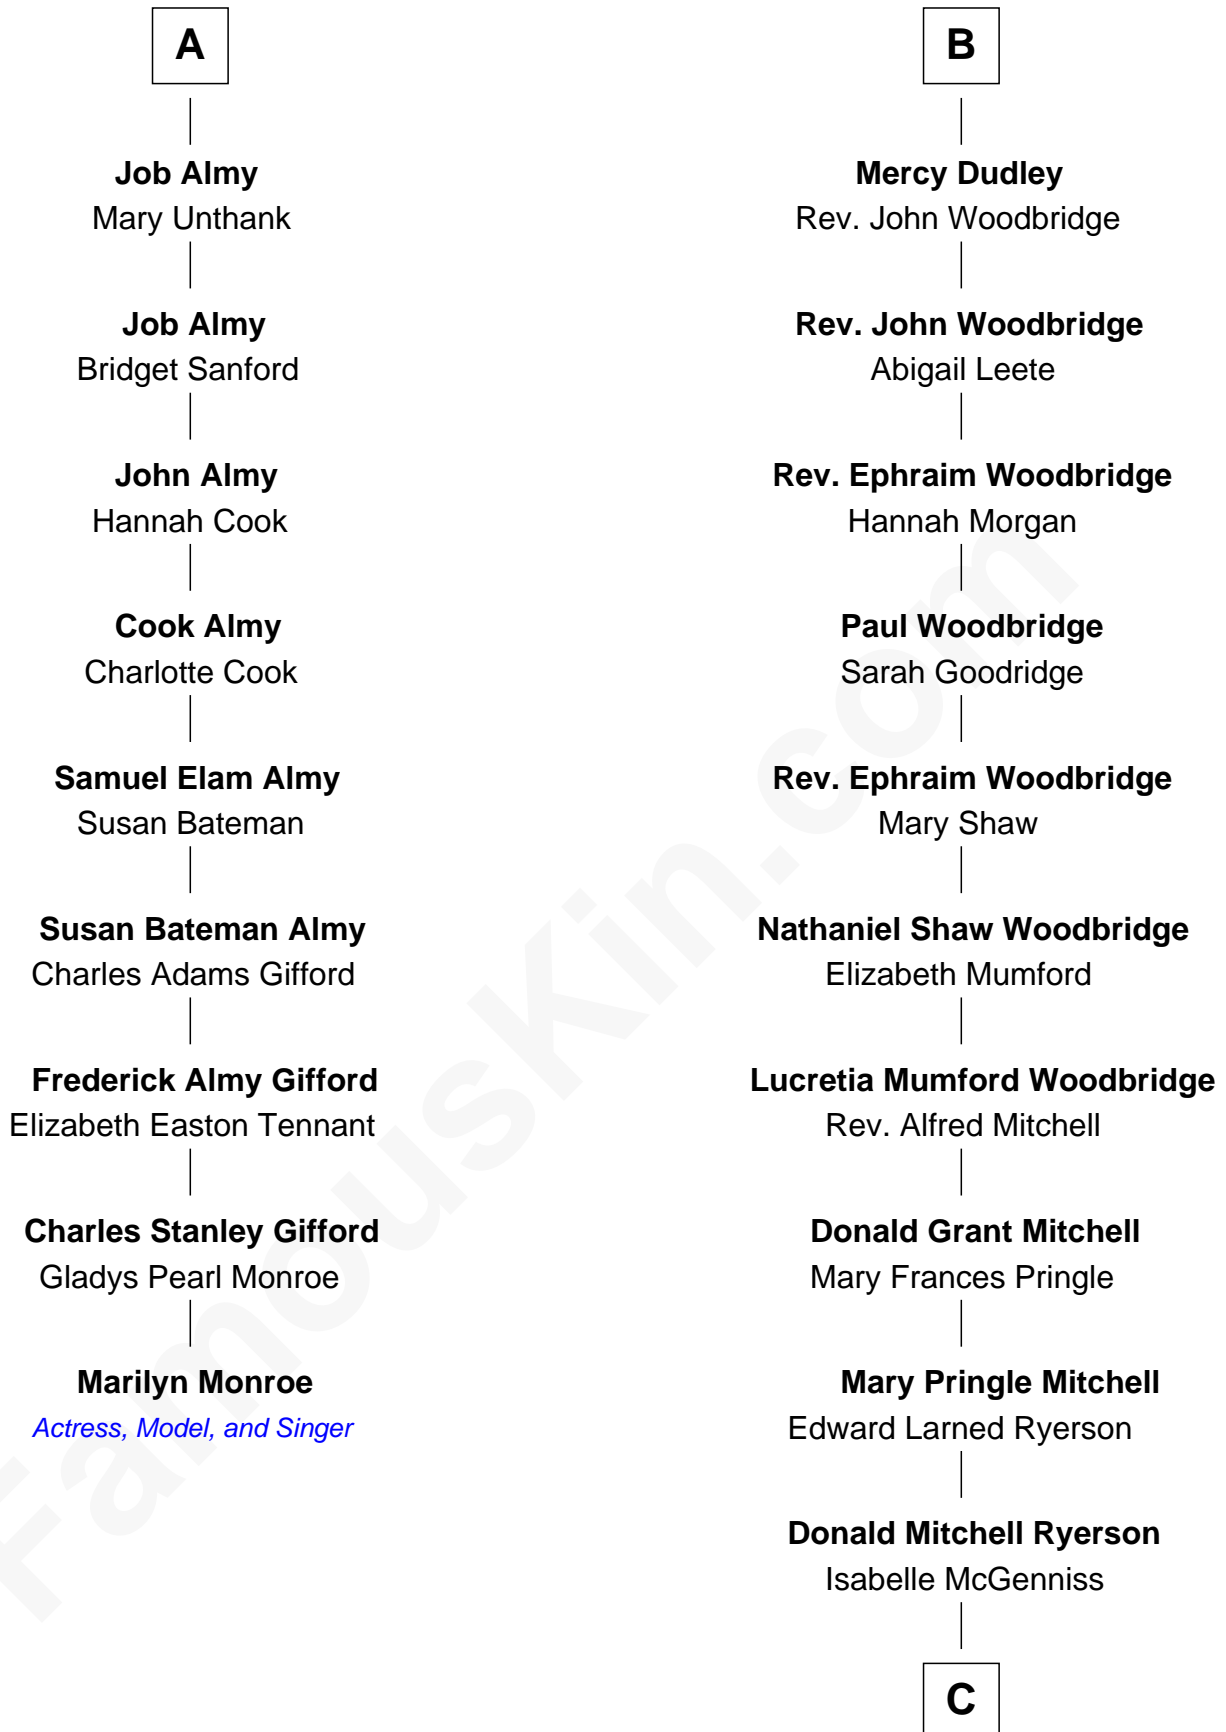 A
Job Almy
Mary Unthank
Job Almy
Bridget Sanford
John Almy
Hannah Cook
Cook Almy
Charlotte Cook
Samuel Elam Almy
Susan Bateman
Susan Bateman Almy
Charles Adams Gifford
Frederick Almy Gifford
Elizabeth Easton Tennant
Charles Stanley Gifford
Gladys Pearl Monroe
Marilyn Monroe
Actress, Model, and Singer
B
Mercy Dudley
Rev. John Woodbridge
Rev. John Woodbridge
Abigail Leete
Rev. Ephraim Woodbridge
Hannah Morgan
Paul Woodbridge
Sarah Goodridge
Rev. Ephraim Woodbridge
Mary Shaw
Nathaniel Shaw Woodbridge
Elizabeth Mumford
Lucretia Mumford Woodbridge
Rev. Alfred Mitchell
Donald Grant Mitchell
Mary Frances Pringle
Mary Pringle Mitchell
Edward Larned Ryerson
Donald Mitchell Ryerson
Isabelle McGenniss
C
FamousKin.com